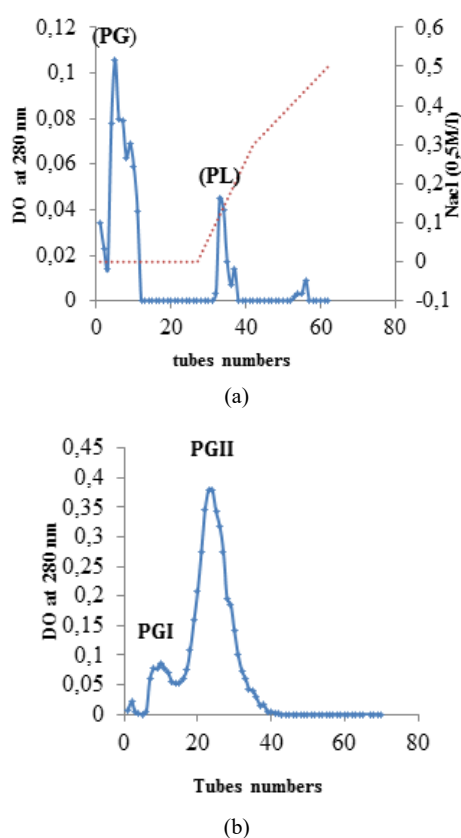 0,12
0,1
0,08
0,06
0,04
0,02
0
(PG)
(PL)
0,6
0,5
0,4
0,3
0,2
0,1
0
-0,1
DO at 280 nm
Nacl (0,5M/l)
0 20 40 60 80
tubes numbers
(a)
0,45
0,4
0,35
0,3
0,25
0,2
0,15
0,1
0,05
0
PGII
PGI
DO at 280 nm
0 20 40 60 80
Tubes numbers
(b)